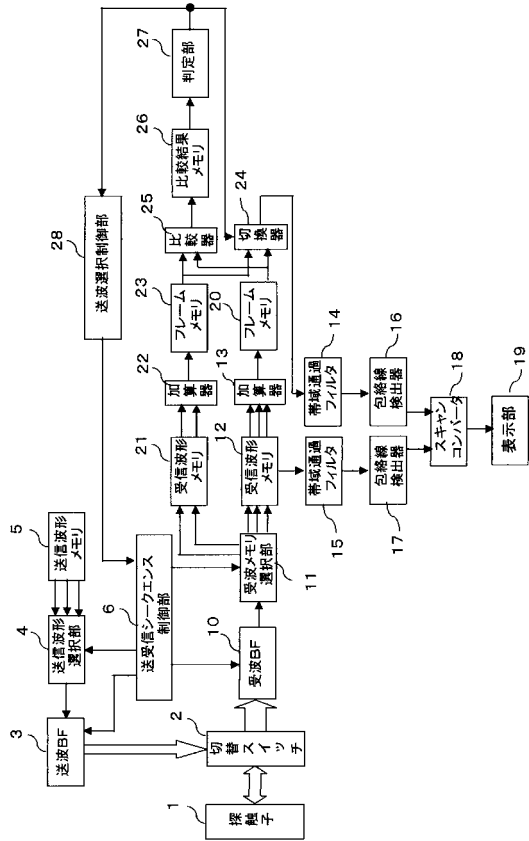 1
探触子
2
切替スイッチ
3
送波BF
4
送信波形
選択部
5
送信波形
メモリ
6
送受信シークエンス
制御部
10
受波BF
11
受波メモリ
選択部
21
受信波形
メモリ
12
受信波形
メモリ
22
加算器
13
加算器
23
フレーム
メモリ
20
フレーム
メモリ
25
比較器
24
切換器
26
比較結果
メモリ
27
判定部
28
送波選択制御部
14
帯域通過
フィルタ
15
帯域通過
フィルタ
16
包絡線
検出器
17
包絡線
検出器
18
スキャン
コンバータ
19
表示部